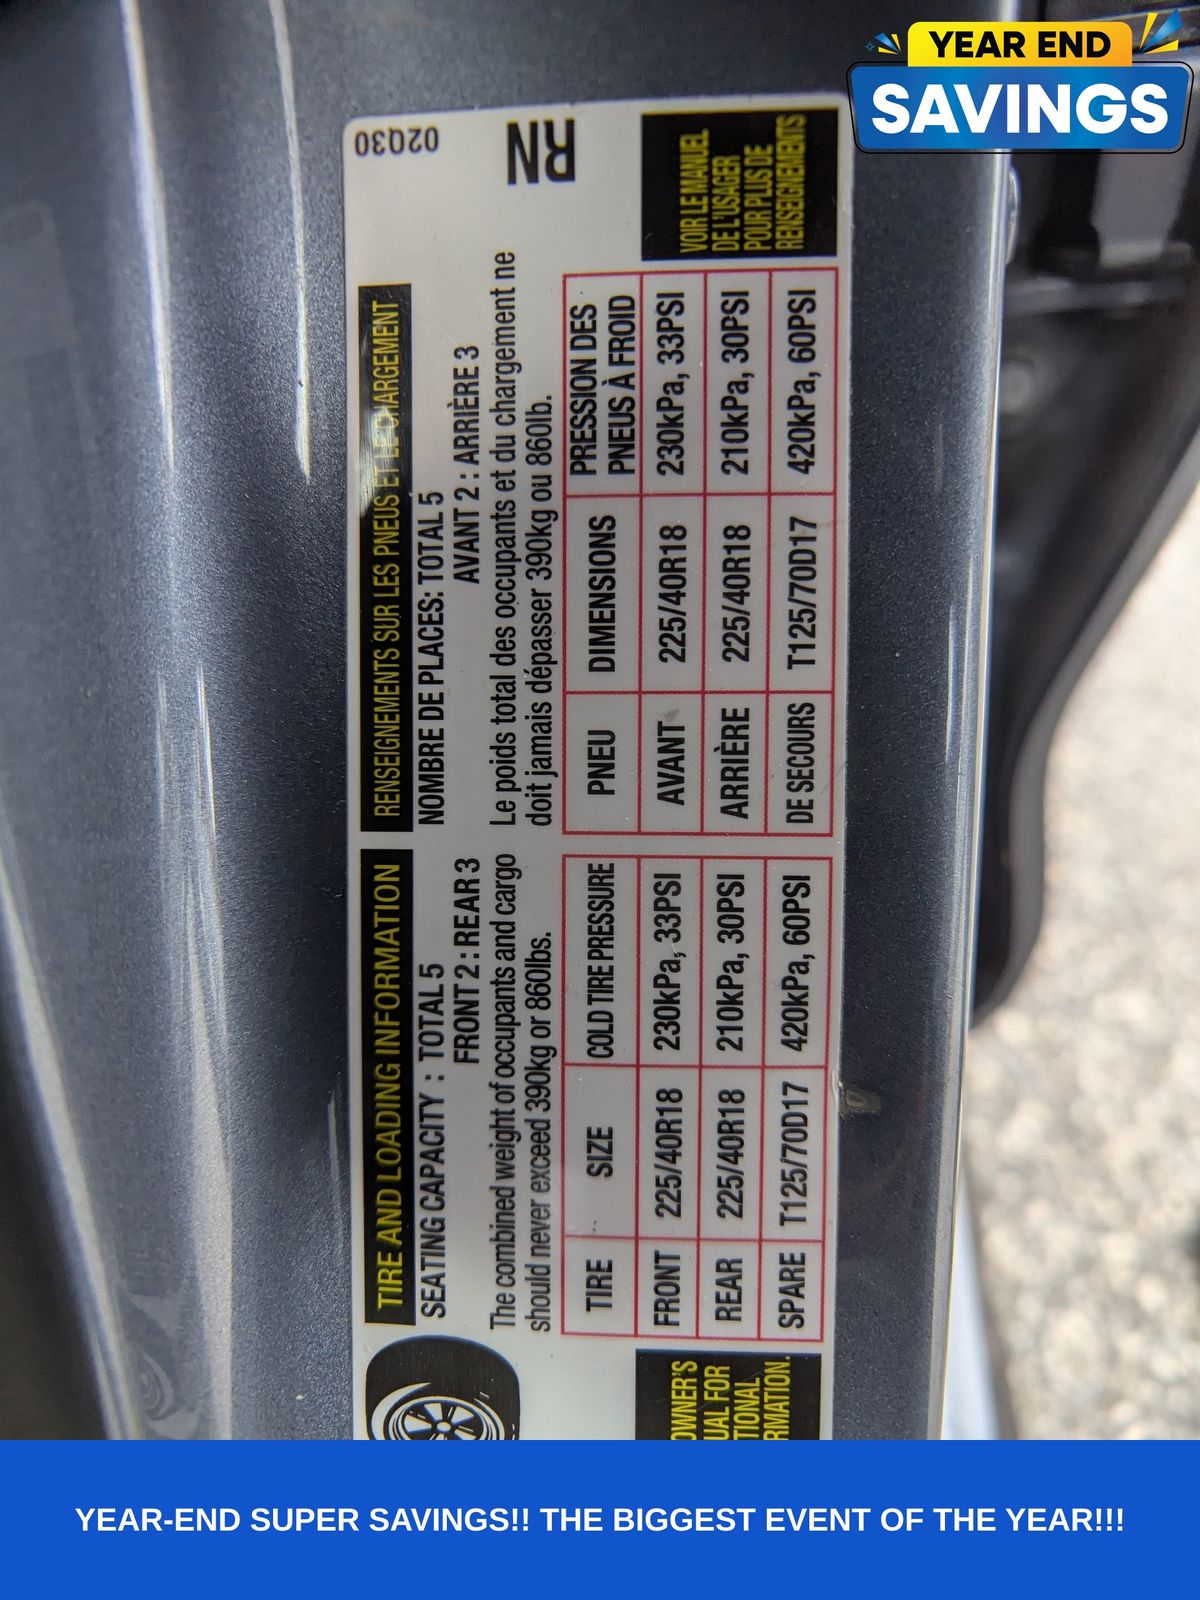 YEAR END
SAVINGS
TIRE AND LOADING INFORMATION
SEATING CAPACITY : TOTAL 5
FRONT 2 : REAR 3
The combined weight of occupants and cargo
should never exceed 390kg or 860lbs.
TIRE SIZE COLD TIRE PRESSURE
FRONT 225/40R18 230kPa, 33PSI
REAR 225/40R18 210kPa, 30PSI
SPARE T125/70D17 420kPa, 60PSI
OWNER'S
UAL FOR
TIONAL
RMATION.
RENSEIGNEMENTS SUR LES PNEUS ET LE CHARGEMENT
NOMBRE DE PLACES: TOTAL 5
AVANT 2 : ARRIÈRE 3
Le poids total des occupants et du chargement ne
doit jamais dépasser 390kg ou 860lb.
PNEU DIMENSIONS PRESSION DES
PNEUS À FROID
AVANT 225/40R18 230kPa, 33PSI
ARRIÈRE 225/40R18 210kPa, 30PSI
DE SECOURS T125/70D17 420kPa, 60PSI
VOIR LE MANUEL
DE L'USAGER
POUR PLUS DE
RENSEIGNEMENTS
02Q30
RN
YEAR-END SUPER SAVINGS!! THE BIGGEST EVENT OF THE YEAR!!!